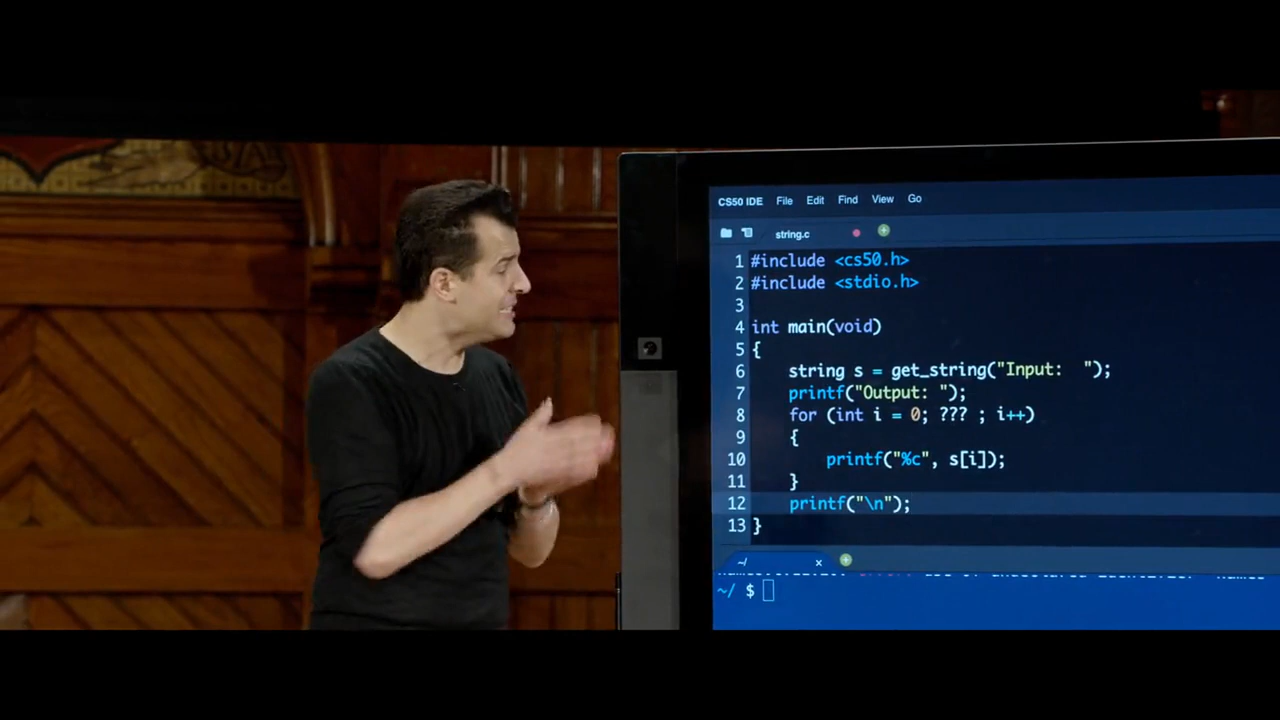 CS50 IDE File Edit Find View Go
string.c
1 #include <cs50.h>
2 #include <stdio.h>
3
4 int main(void)
5 {
6 string s = get_string("Input:  ");
7 printf("Output: ");
8 for (int i = 0; ??? ; i++)
9 {
10 printf("%c", s[i]);
11 }
12 printf("\n");
13 }
~/ x
~/ $